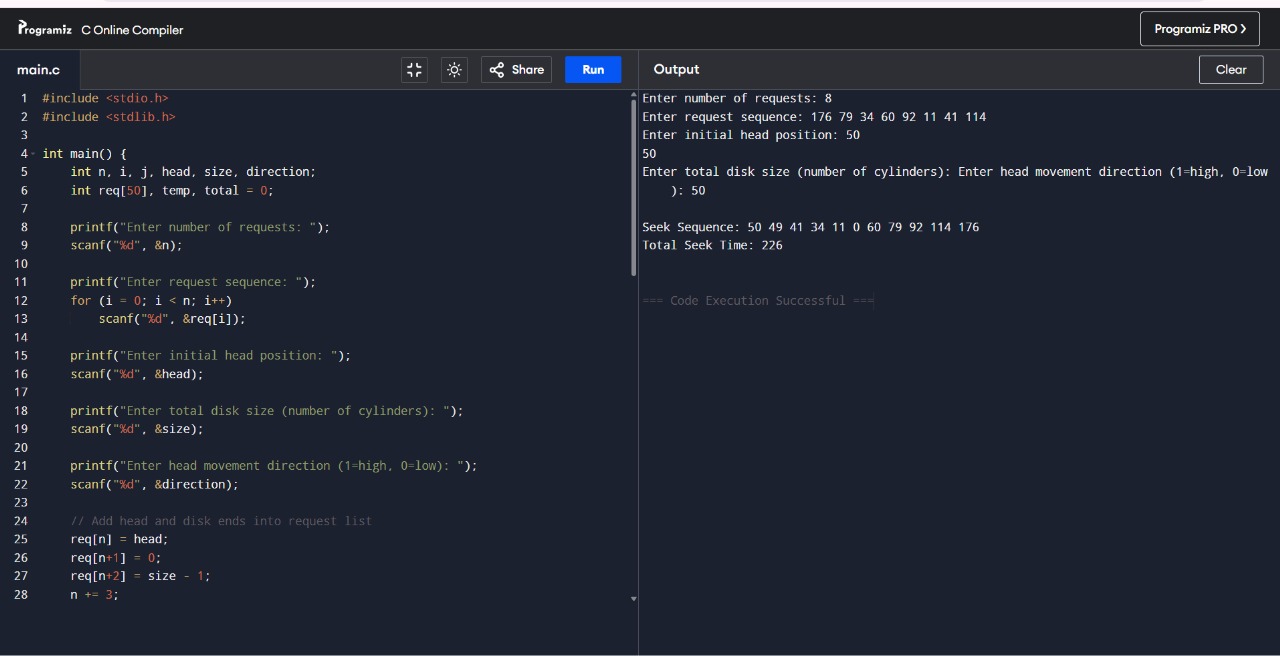 Programiz C Online Compiler
Programiz PRO >
main.c
Share
Run
Output
Clear
1 #include <stdio.h>
2 #include <stdlib.h>
3
4 int main() {
5 int n, i, j, head, size, direction;
6 int req[50], temp, total = 0;
7
8 printf("Enter number of requests: ");
9 scanf("%d", &n);
10
11 printf("Enter request sequence: ");
12 for (i = 0; i < n; i++)
13 scanf("%d", &req[i]);
14
15 printf("Enter initial head position: ");
16 scanf("%d", &head);
17
18 printf("Enter total disk size (number of cylinders): ");
19 scanf("%d", &size);
20
21 printf("Enter head movement direction (1=high, 0=low): ");
22 scanf("%d", &direction);
23
24 // Add head and disk ends into request list
25 req[n] = head;
26 req[n+1] = 0;
27 req[n+2] = size - 1;
28 n += 3;
Enter number of requests: 8
Enter request sequence: 176 79 34 60 92 11 41 114
Enter initial head position: 50
50
Enter total disk size (number of cylinders): Enter head movement direction (1=high, 0=low
): 50
Seek Sequence: 50 49 41 34 11 0 60 79 92 114 176
Total Seek Time: 226
=== Code Execution Successful ===